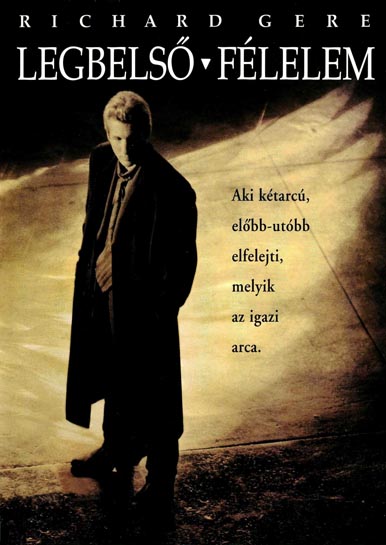 RICHARD GERE
LEGBELSŐ ▾ FÉLELEM
Aki kétarcú,
előbb-utóbb
elfelejti,
melyik
az igazi
arca.